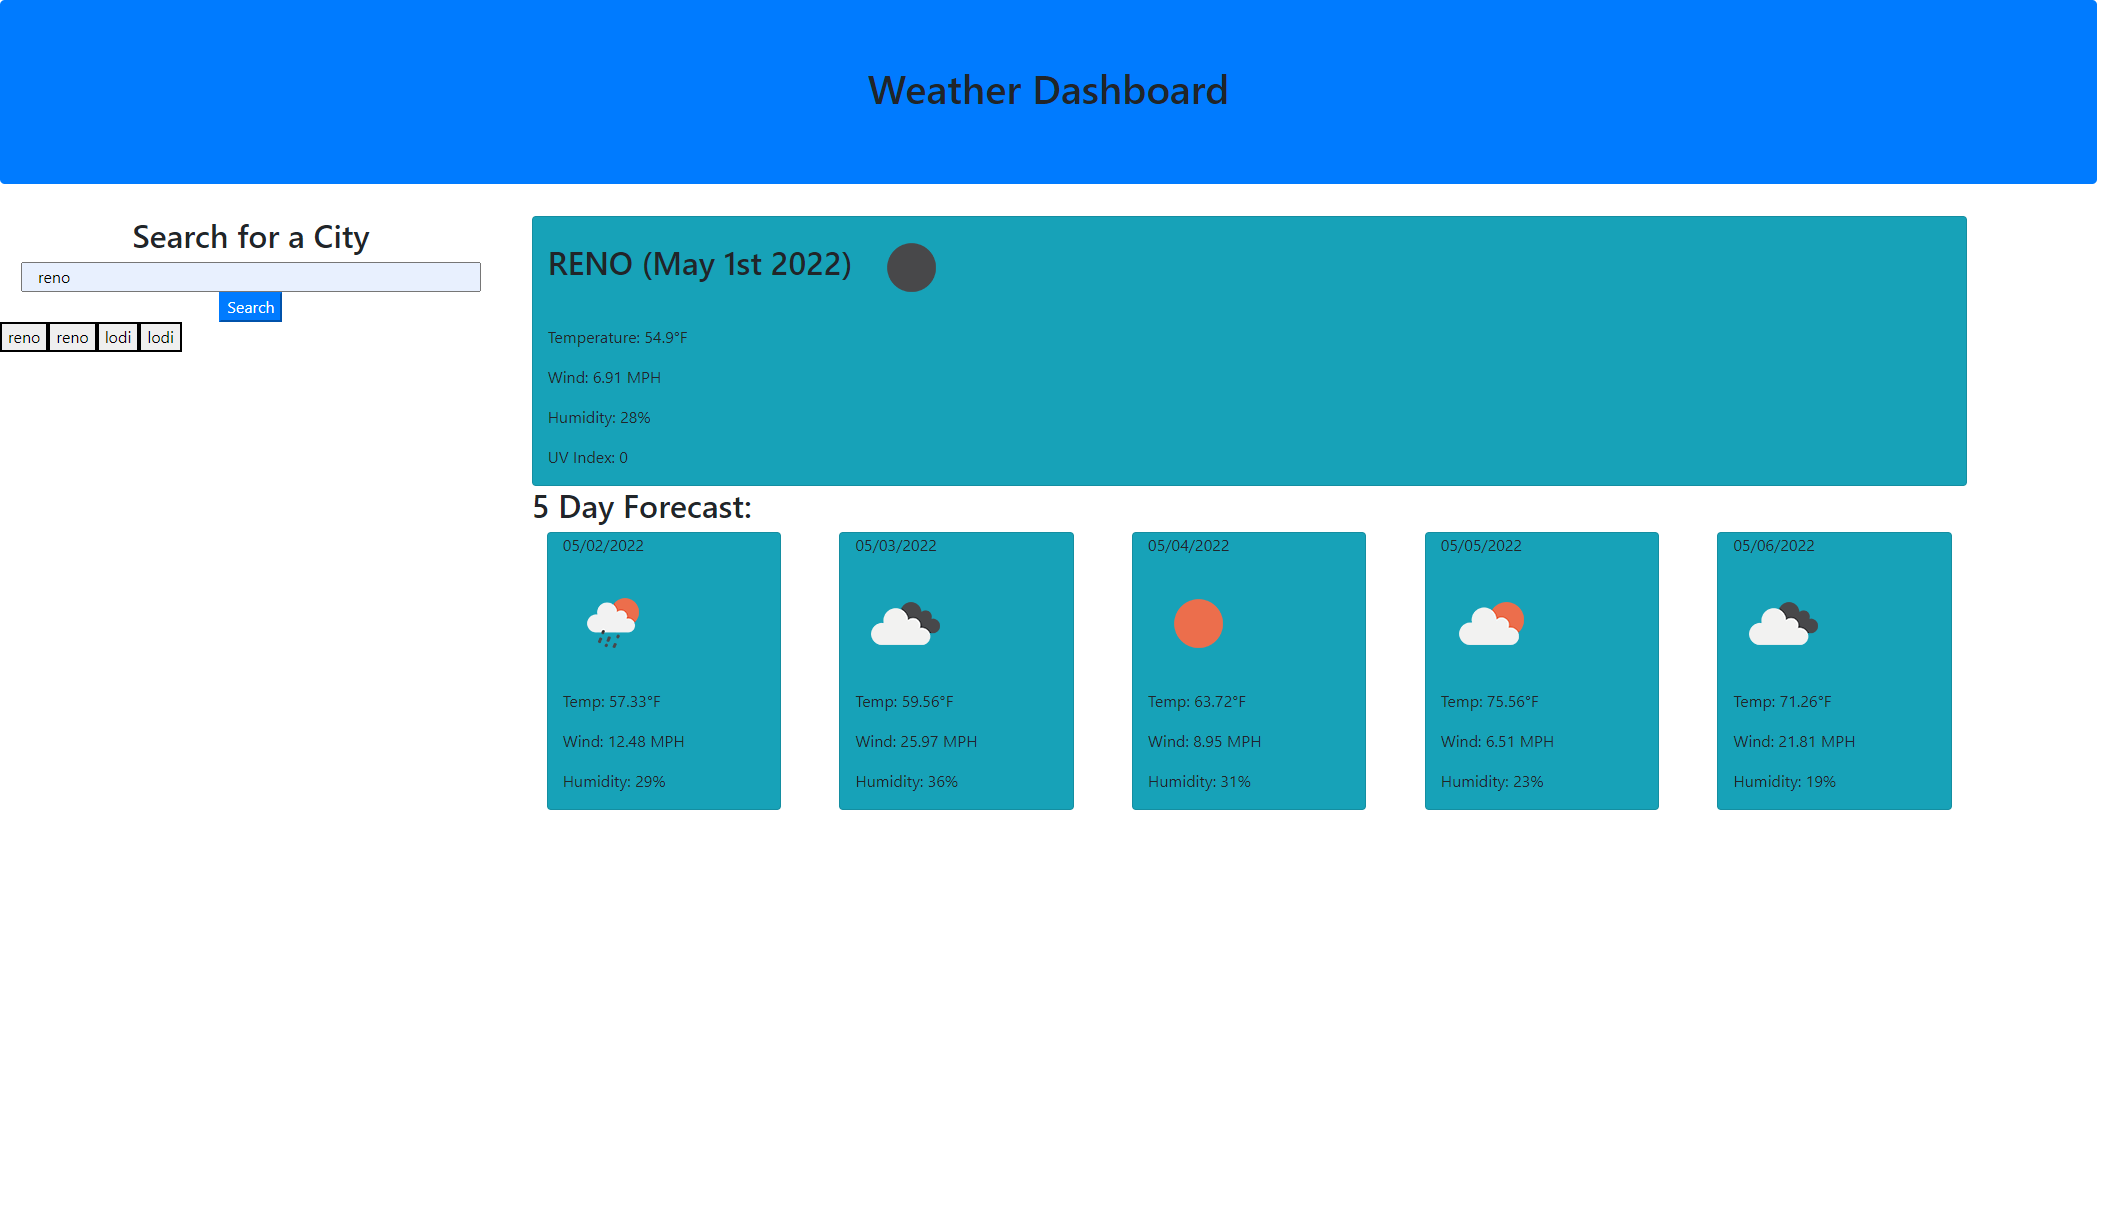 Weather Dashboard
Search for a City
reno
Search
reno reno lodi lodi
RENO (May 1st 2022)
Temperature: 54.9°F
Wind: 6.91 MPH
Humidity: 28%
UV Index: 0
5 Day Forecast:
05/02/2022
Temp: 57.33°F
Wind: 12.48 MPH
Humidity: 29%
05/03/2022
Temp: 59.56°F
Wind: 25.97 MPH
Humidity: 36%
05/04/2022
Temp: 63.72°F
Wind: 8.95 MPH
Humidity: 31%
05/05/2022
Temp: 75.56°F
Wind: 6.51 MPH
Humidity: 23%
05/06/2022
Temp: 71.26°F
Wind: 21.81 MPH
Humidity: 19%